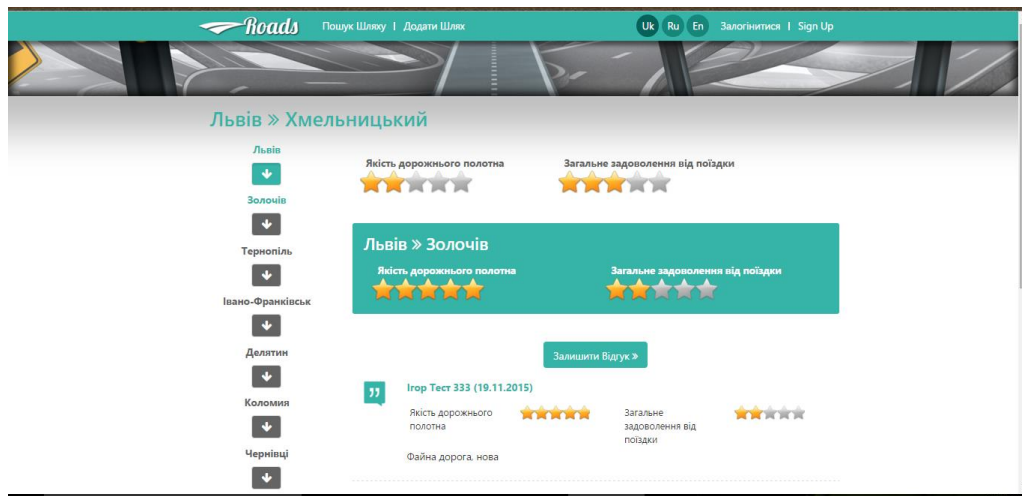 Roads
Пошук Шляху | Додати Шлях
Uk Ru En
Залогінитися | Sign Up
Львів » Хмельницький
Львів
Золочів
Тернопіль
Івано-Франківськ
Делятин
Коломия
Чернівці
Якість дорожнього полотна
Загальне задоволення від поїздки
Львів » Золочів
Якість дорожнього полотна
Загальне задоволення від поїздки
Залишити Відгук »
Ігор Тест 333 (19.11.2015)
Якість дорожнього
полотна
Загальне
задоволення від
поїздки
Файна дорога, нова